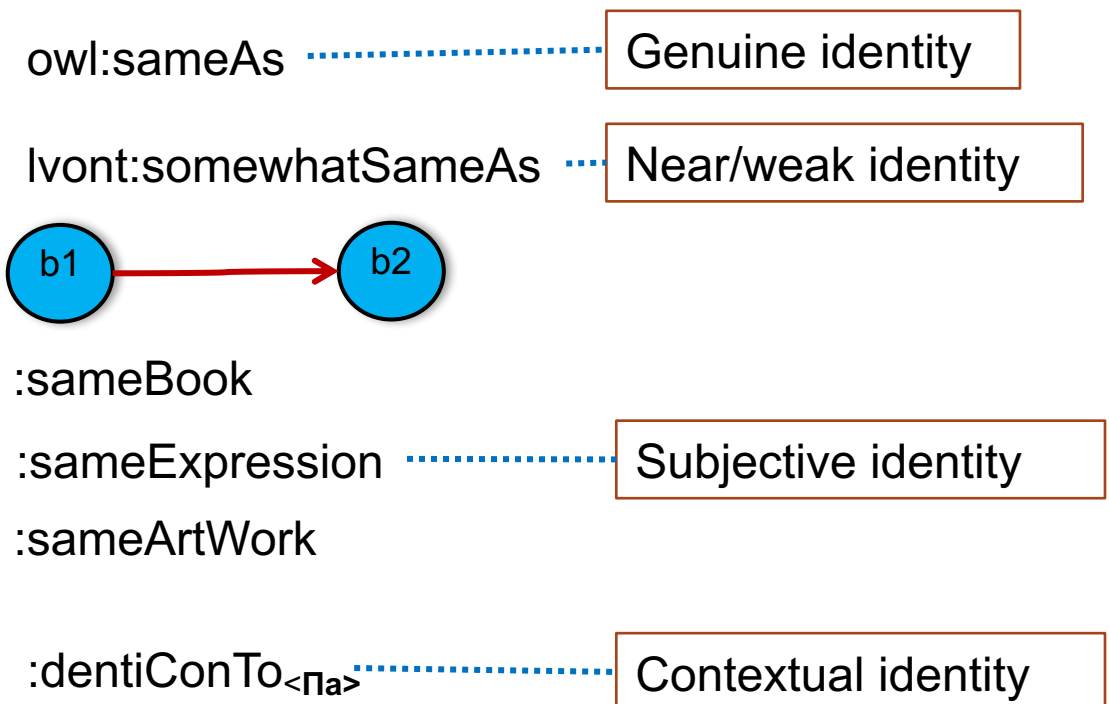 owl:sameAs Genuine identity
lvont:somewhatSameAs Near/weak identity
b1 b2
:sameBook
:sameExpression Subjective identity
:sameArtWork
:dentiConTo<Πa> Contextual identity